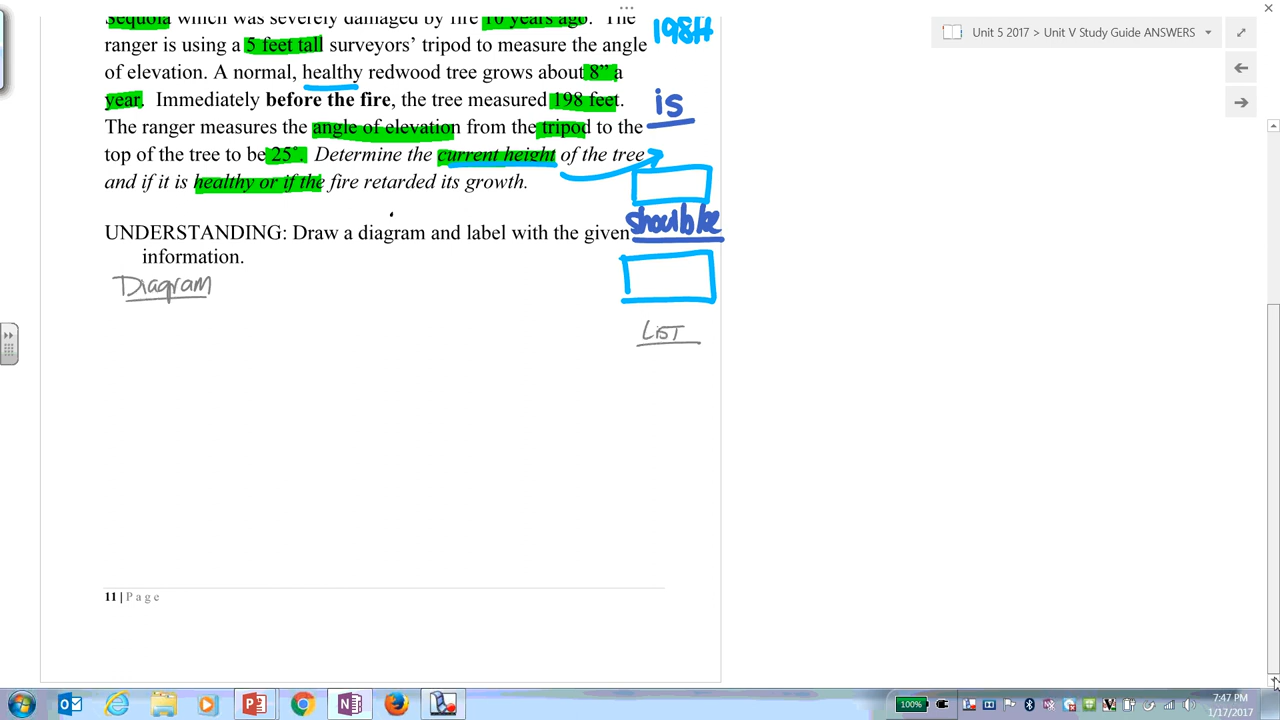 Sequoia which was severely damaged by fire 10 years ago. The
198ft
ranger is using a 5 feet tall surveyors’ tripod to measure the angle
of elevation. A normal, healthy redwood tree grows about 8” a
year. Immediately before the fire, the tree measured 198 feet.
is
The ranger measures the angle of elevation from the tripod to the
top of the tree to be 25˚. Determine the current height of the tree
and if it is healthy or if the fire retarded its growth.
should be
UNDERSTANDING: Draw a diagram and label with the given
information.
Diagram
LIST
11 | Page
Unit 5 2017 > Unit V Study Guide ANSWERS
100%
7:47 PM
1/17/2017